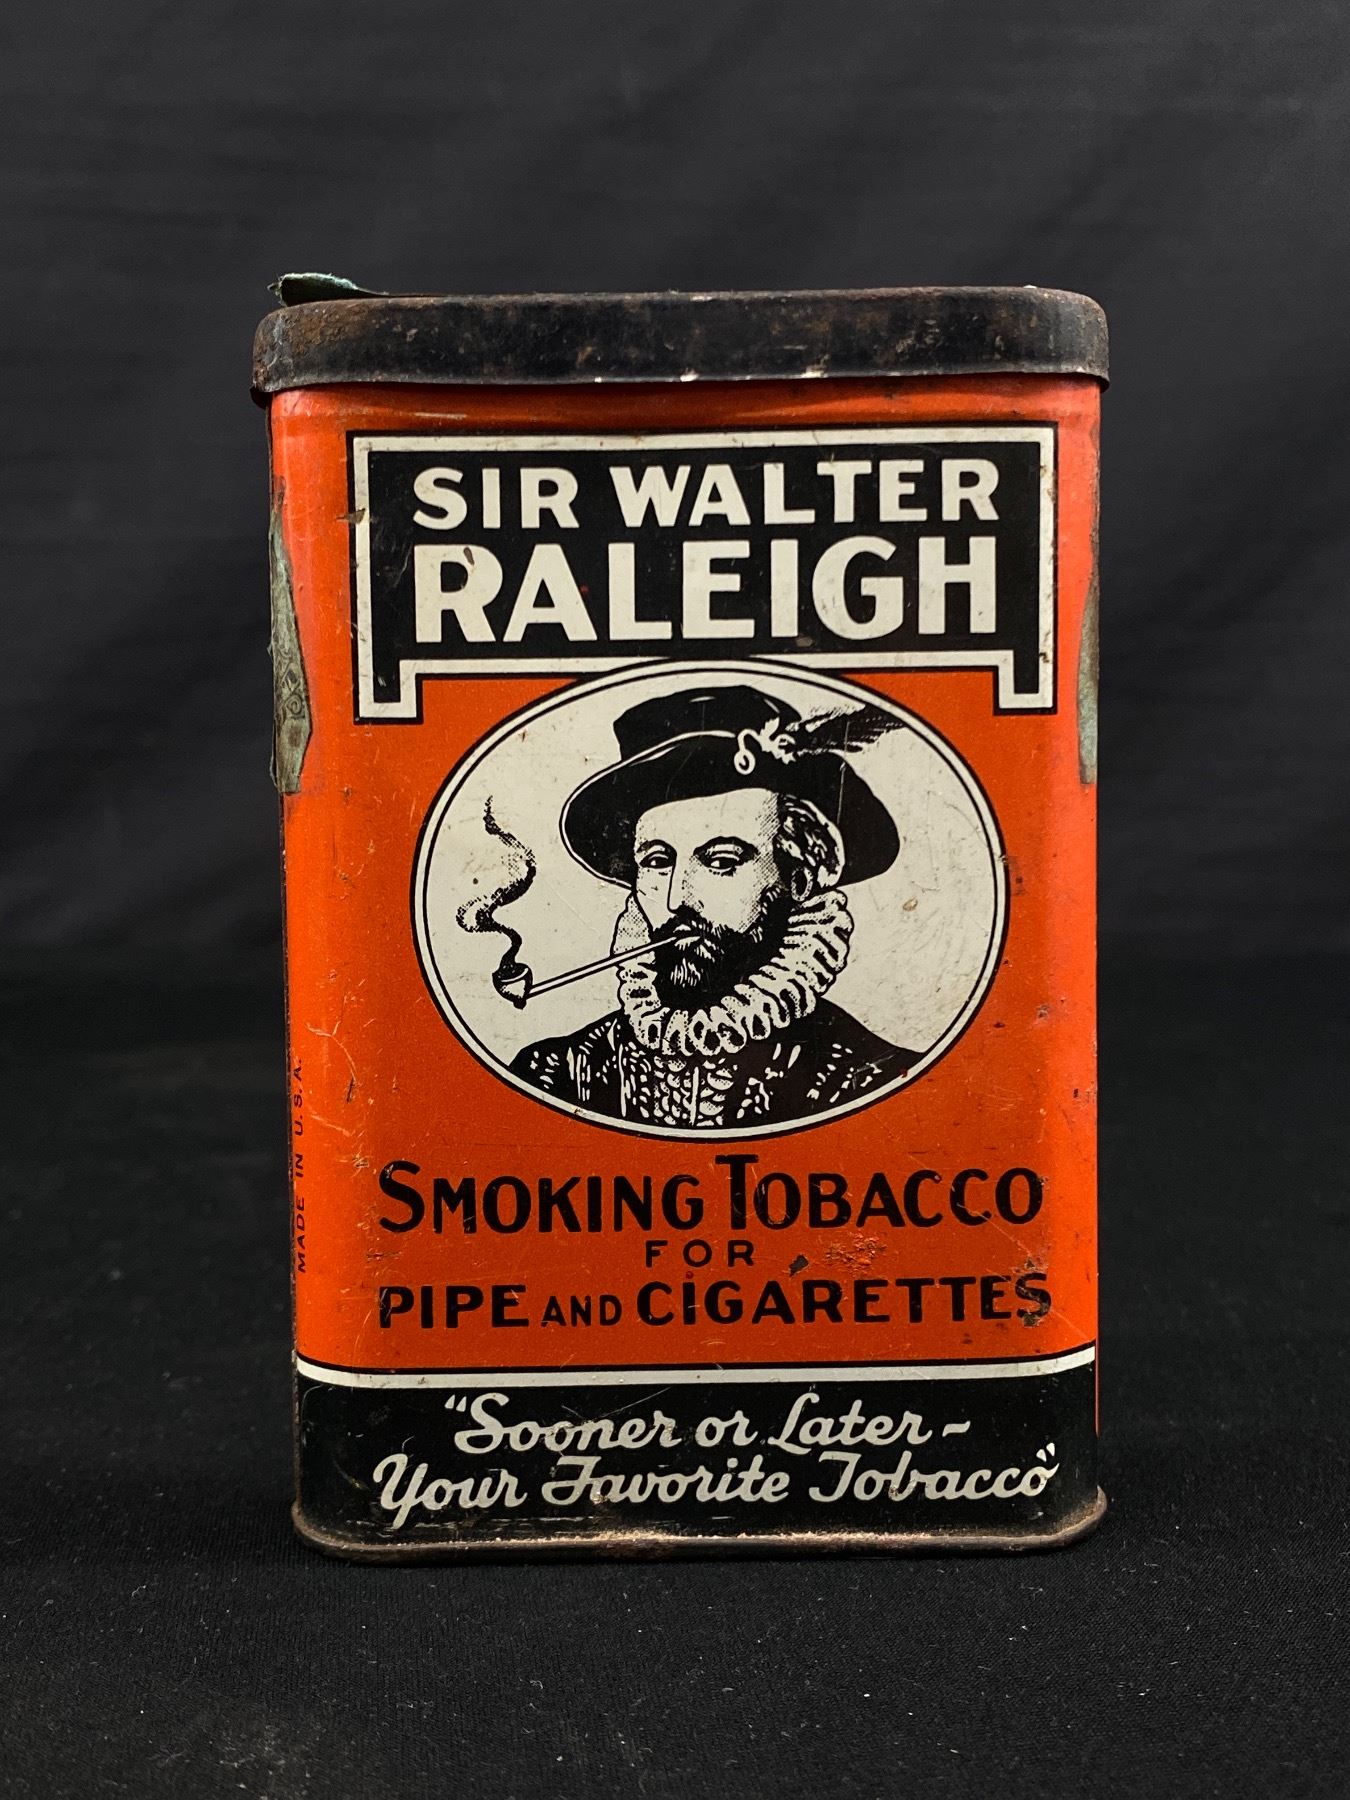 SIR WALTER
RALEIGH
SMOKING TOBACCO
FOR
PIPE AND CIGARETTES
"Sooner or Later-
Your Favorite Tobacco"
MADE IN U.S.A.